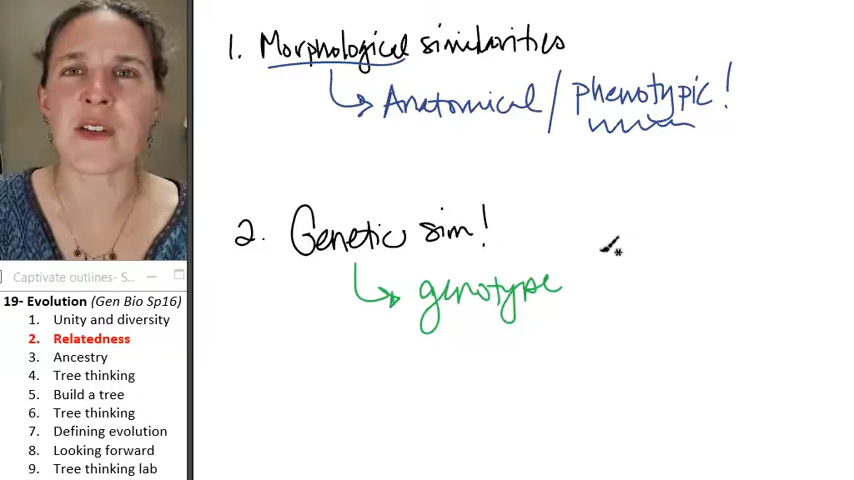 1. Morphological similarities
↳ Anatomical / phenotypic!
2. Genetic sim!
↳ genotype
Captivate outlines- S...
19- Evolution (Gen Bio Sp16)
1. Unity and diversity
2. Relatedness
3. Ancestry
4. Tree thinking
5. Build a tree
6. Tree thinking
7. Defining evolution
8. Looking forward
9. Tree thinking lab